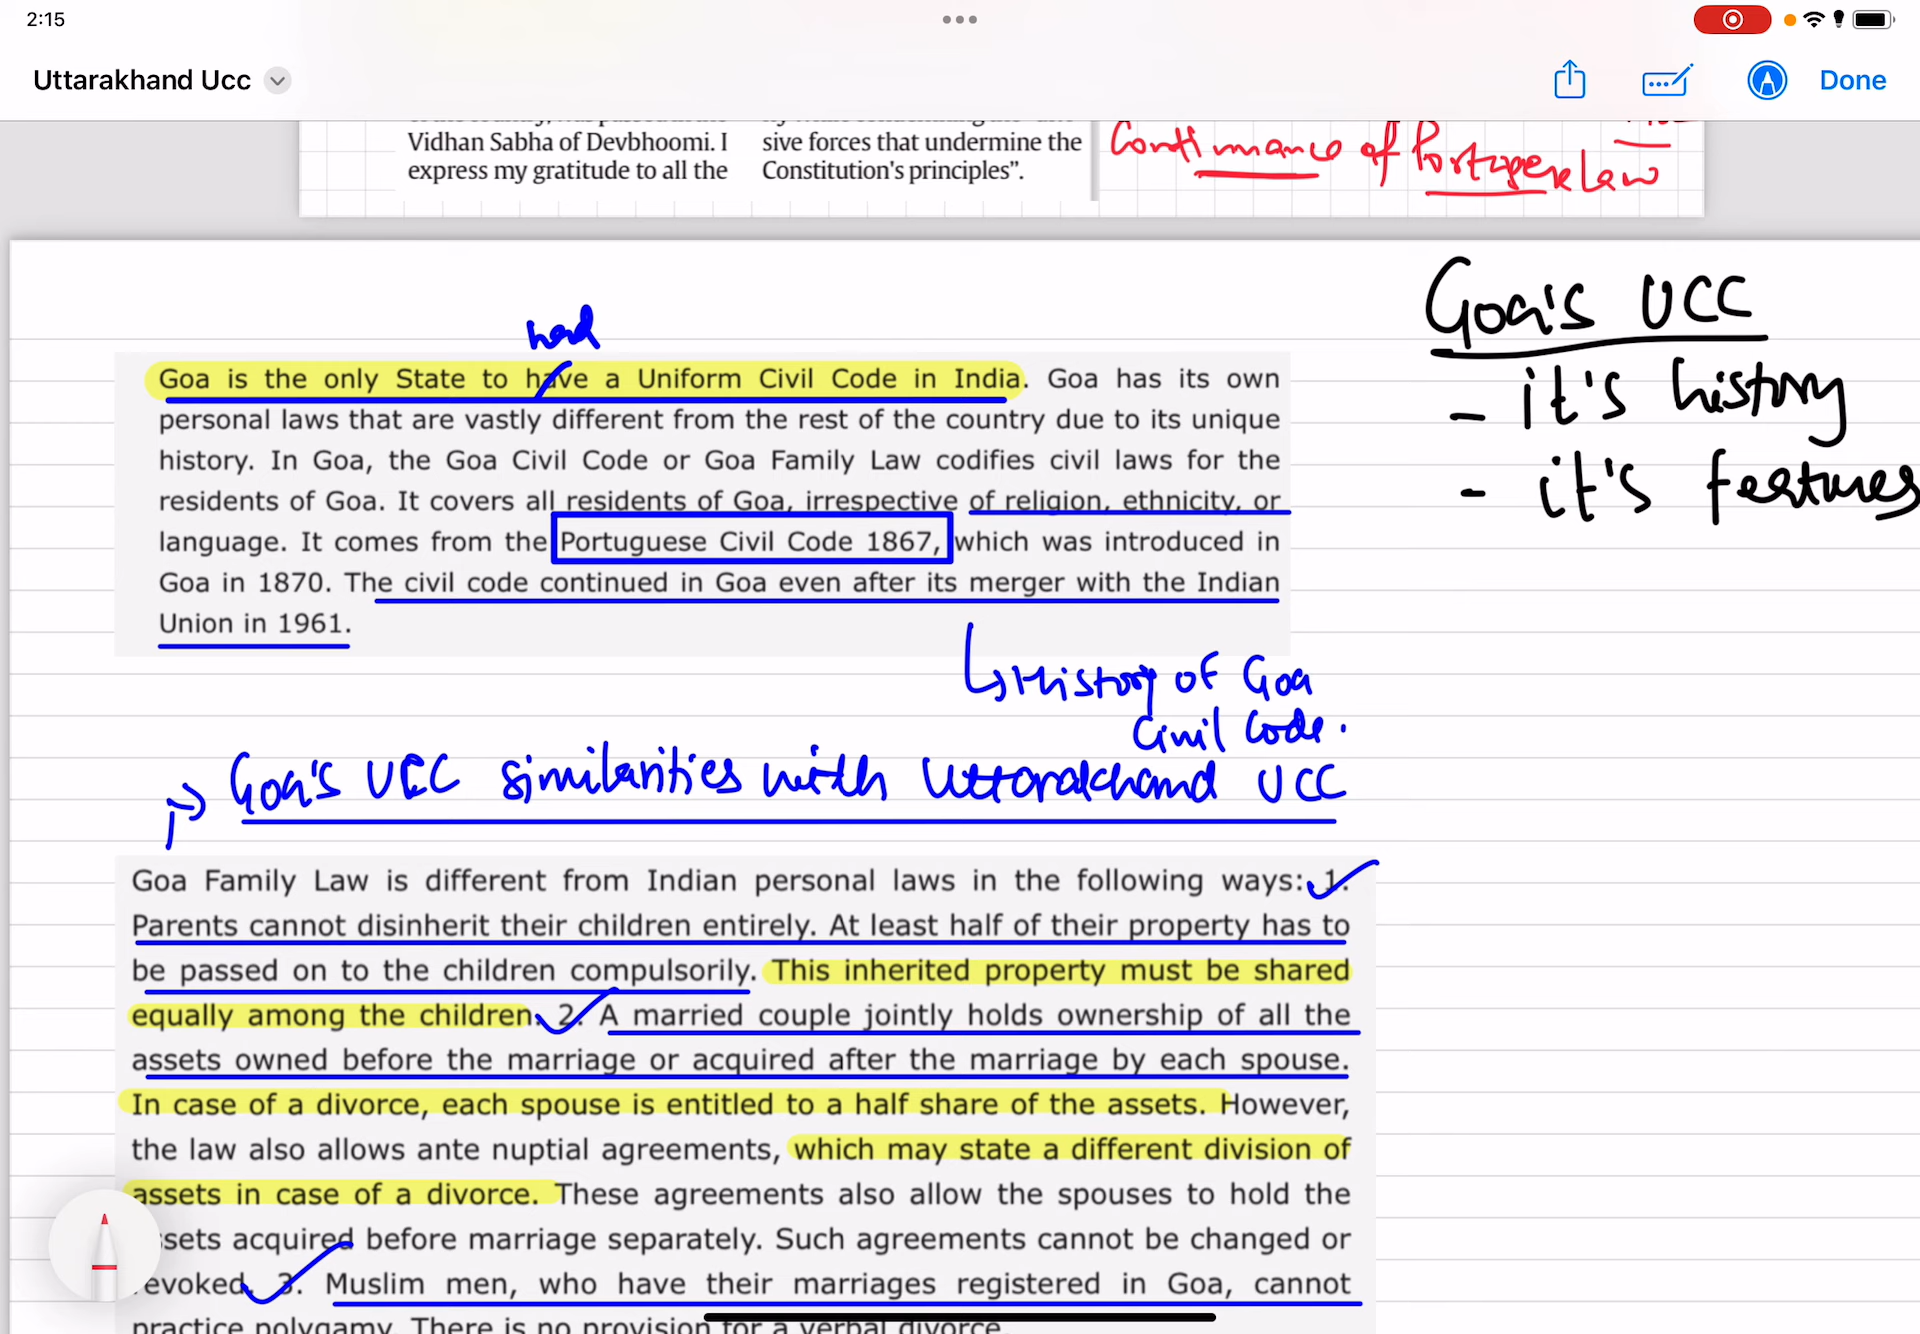 2:15
Uttarakhand Ucc
Done
Vidhan Sabha of Devbhoomi. I
express my gratitude to all the
sive forces that undermine the
Constitution's principles".
Continuance of Portugese Law
Goa's UCC
- it's history
- it's features
had
Goa is the only State to have a Uniform Civil Code in India. Goa has its own
personal laws that are vastly different from the rest of the country due to its unique
history. In Goa, the Goa Civil Code or Goa Family Law codifies civil laws for the
residents of Goa. It covers all residents of Goa, irrespective of religion, ethnicity, or
language. It comes from the Portuguese Civil Code 1867, which was introduced in
Goa in 1870. The civil code continued in Goa even after its merger with the Indian
Union in 1961.
History of Goa
Civil Code.
Goa's UCC similarities with Uttarakhand UCC
Goa Family Law is different from Indian personal laws in the following ways: 1.
Parents cannot disinherit their children entirely. At least half of their property has to
be passed on to the children compulsorily. This inherited property must be shared
equally among the children. 2. A married couple jointly holds ownership of all the
assets owned before the marriage or acquired after the marriage by each spouse.
In case of a divorce, each spouse is entitled to a half share of the assets. However,
the law also allows ante nuptial agreements, which may state a different division of
assets in case of a divorce. These agreements also allow the spouses to hold the
ssets acquired before marriage separately. Such agreements cannot be changed or
evoked. 3. Muslim men, who have their marriages registered in Goa, cannot
practice polygamy. There is no provision for a verbal divorce.